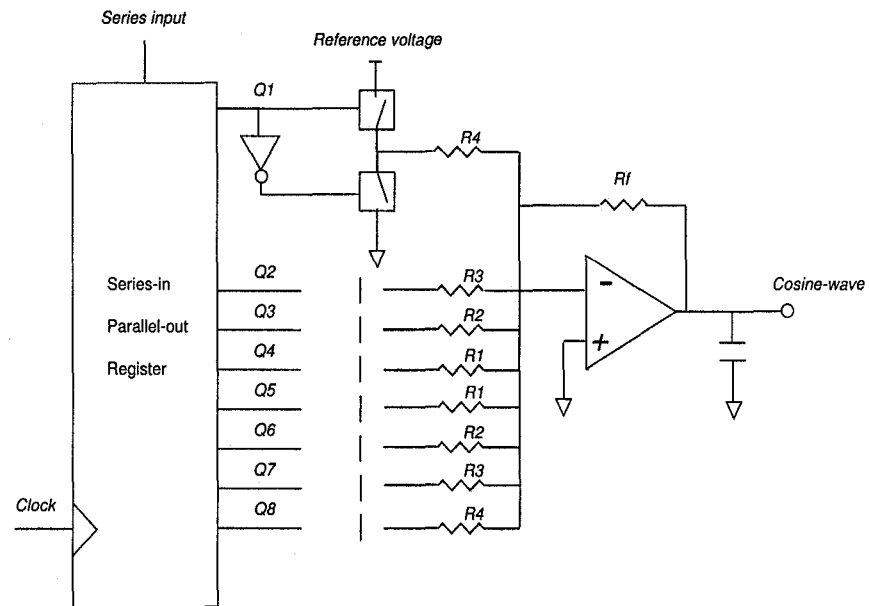 Series input
Reference voltage
Q1
R4
Rf
Q2
R3
Cosine-wave
Series-in
Q3
R2
-
Parallel-out
Q4
R1
+
Register
Q5
R1
Q6
R2
Q7
R3
Clock
Q8
R4